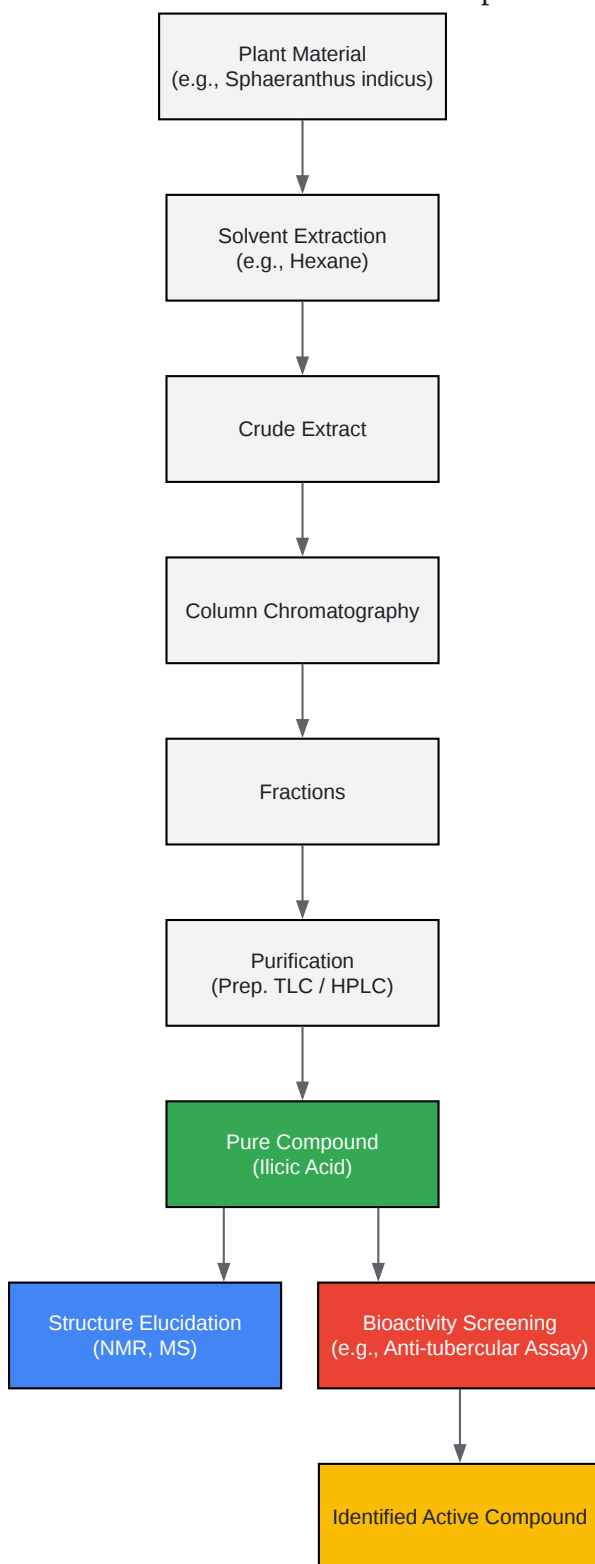 Plant Material
(e.g., Sphaeranthus indicus)
Solvent Extraction
(e.g., Hexane)
Crude Extract
Column Chromatography
Fractions
Purification
(Prep. TLC / HPLC)
Pure Compound
(Ilicic Acid)
Structure Elucidation
(NMR, MS)
Bioactivity Screening
(e.g., Anti-tubercular Assay)
Identified Active Compound